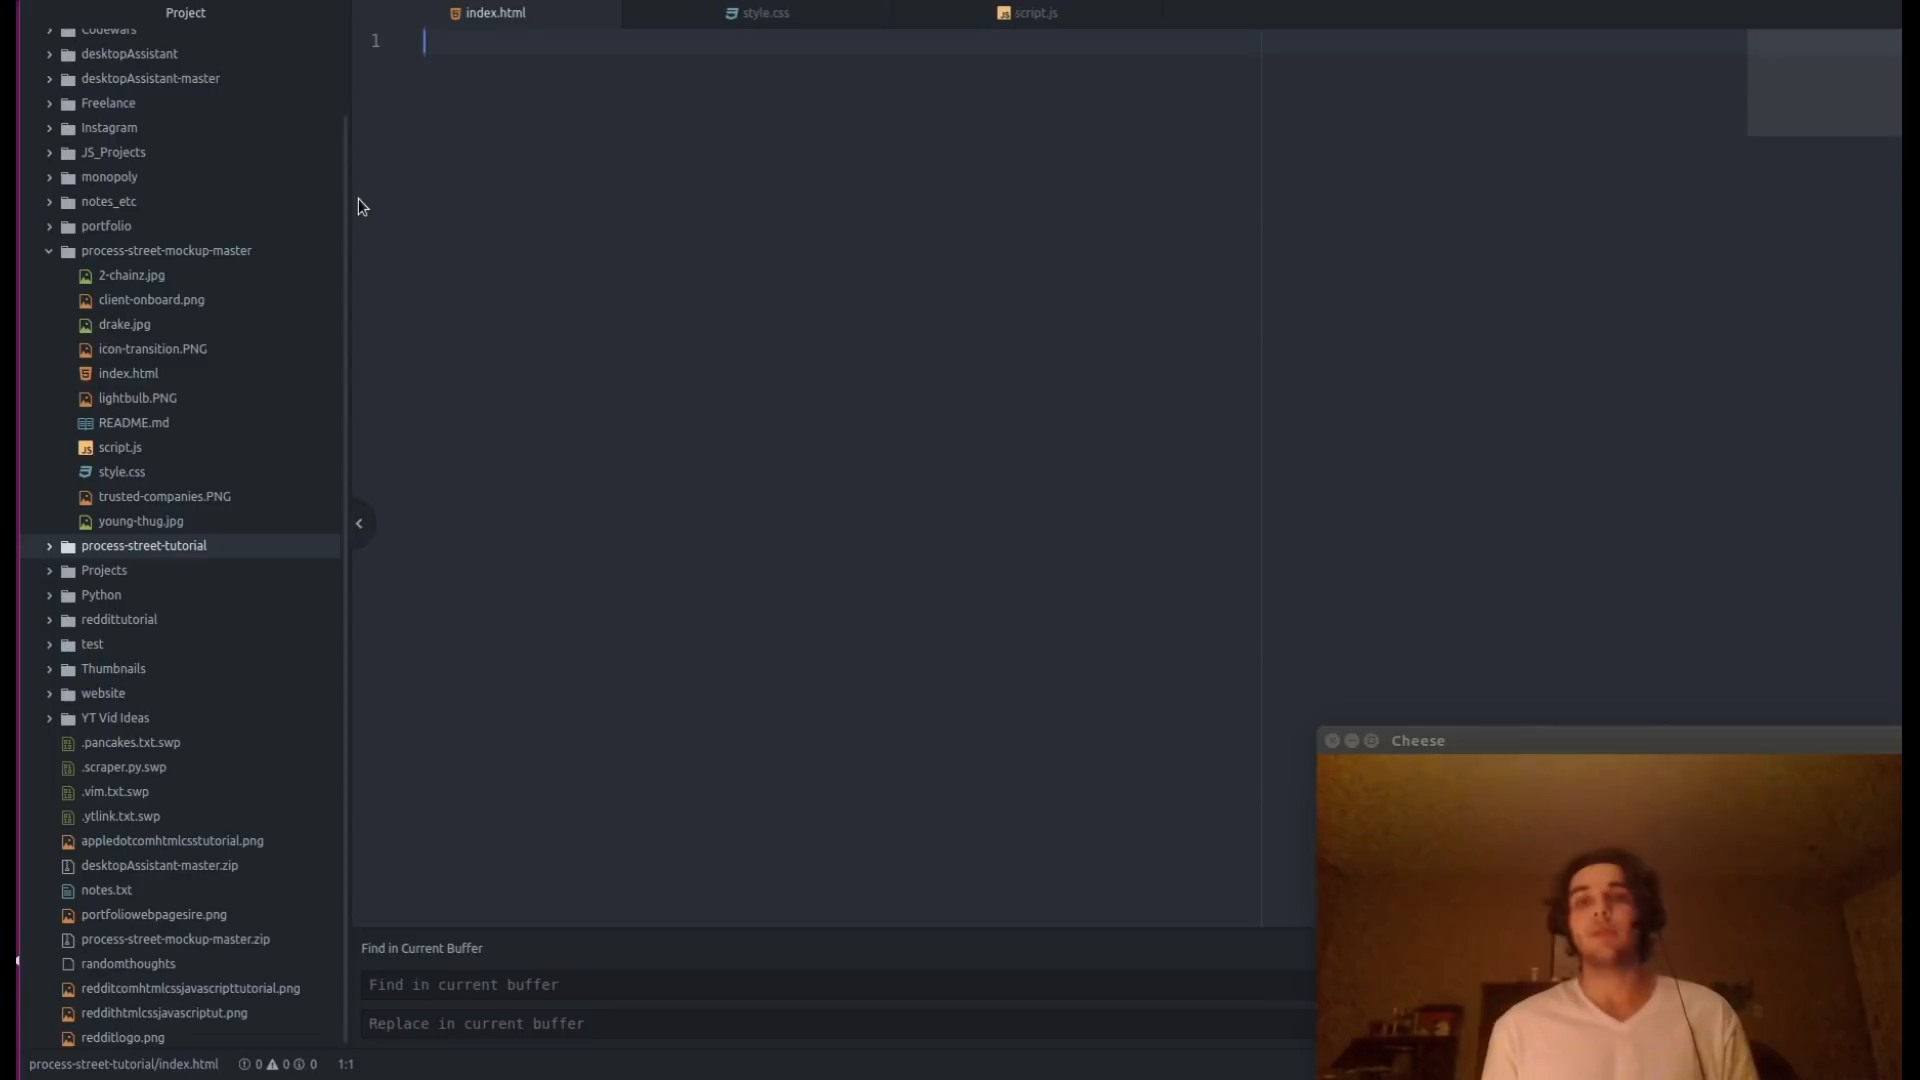 Project
index.html
style.css
script.js
1
Codewars
desktopAssistant
desktopAssistant-master
Freelance
Instagram
JS_Projects
monopoly
notes_etc
portfolio
process-street-mockup-master
2-chainz.jpg
client-onboard.png
drake.jpg
icon-transition.PNG
index.html
lightbulb.PNG
README.md
script.js
style.css
trusted-companies.PNG
young-thug.jpg
process-street-tutorial
Projects
Python
reddittutorial
test
Thumbnails
website
YT Vid Ideas
.pancakes.txt.swp
.scraper.py.swp
.vim.txt.swp
.ytlink.txt.swp
appledotcomhtmlcsstutorial.png
desktopAssistant-master.zip
notes.txt
portfoliowebpagesire.png
process-street-mockup-master.zip
randomthoughts
redditcomhtmlcssjavascripttutorial.png
reddithtmlcssjavascriptut.png
redditlogo.png
Find in Current Buffer
Find in current buffer
Replace in current buffer
Cheese
process-street-tutorial/index.html 0 0 0 1:1